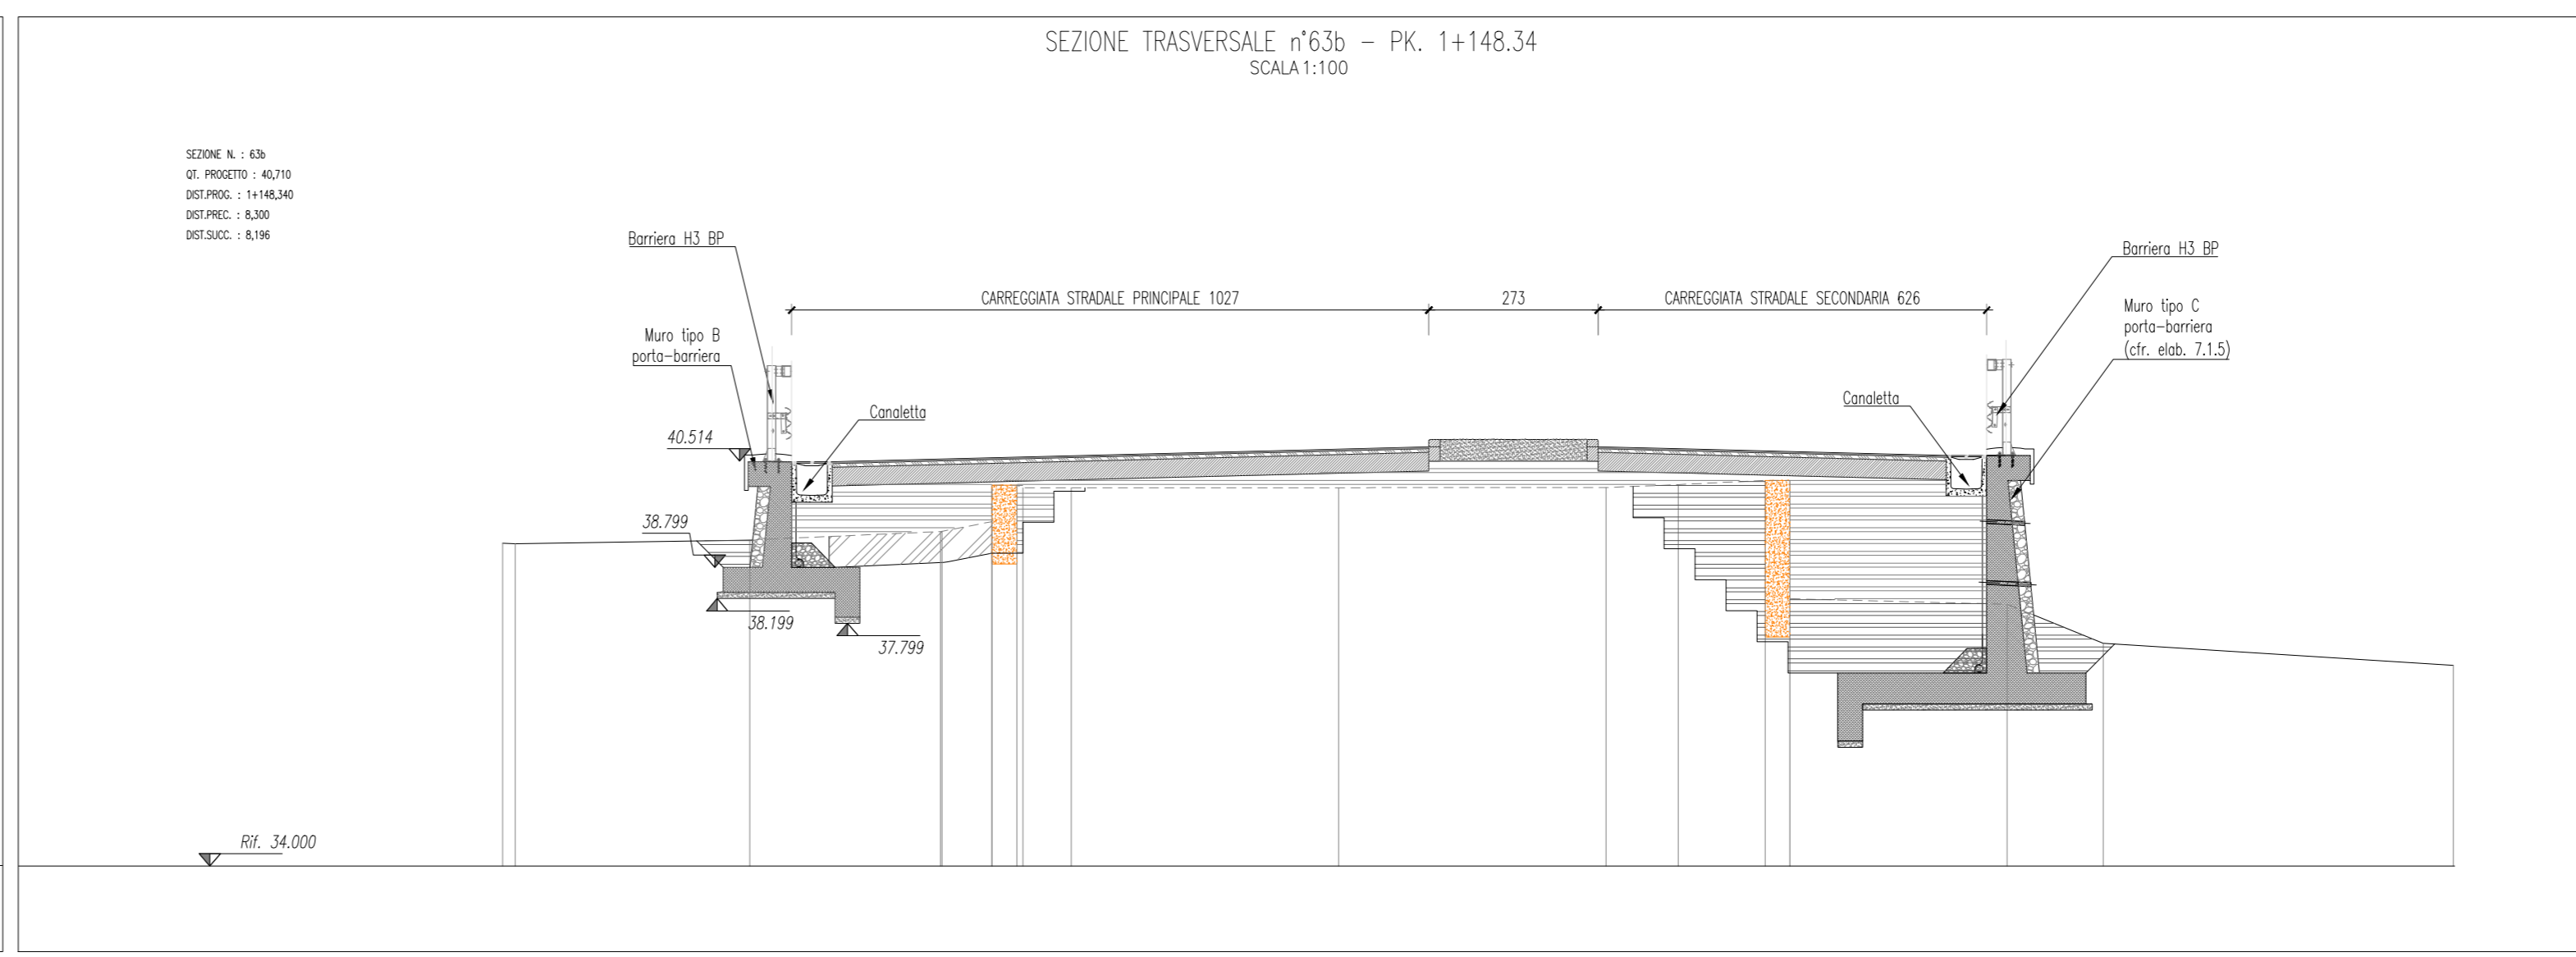 SEZIONE TRASVERSALE n°63b – PK. 1+148.34
SCALA 1:100
SEZIONE N. : 63b
QT. PROGETTO : 40,710
DIST.PROG. : 1+148,340
DIST.PREC. : 8,300
DIST.SUCC. : 8,196
Barriera H3 BP
Barriera H3 BP
CARREGGIATA STRADALE PRINCIPALE 1027
273
CARREGGIATA STRADALE SECONDARIA 626
Muro tipo B
porta-barriera
Muro tipo C
porta-barriera
(cfr. elab. 7.1.5)
Canaletta
Canaletta
40.514
38.799
38.199
37.799
Rif. 34.000